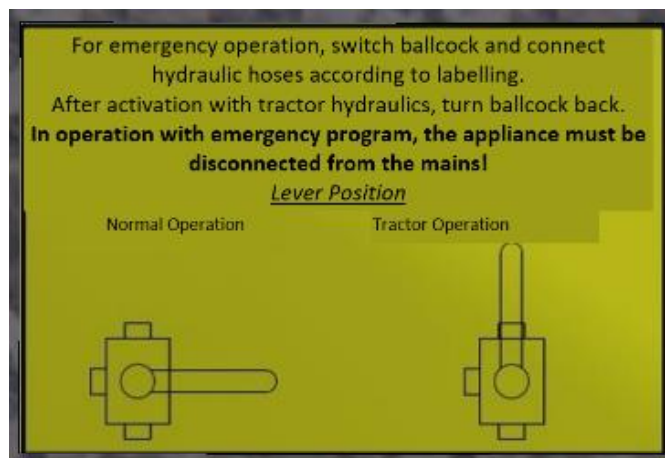 For emergency operation, switch ballcock and connect
hydraulic hoses according to labelling.
After activation with tractor hydraulics, turn ballcock back.
In operation with emergency program, the appliance must be
disconnected from the mains!
Lever Position
Normal Operation
Tractor Operation